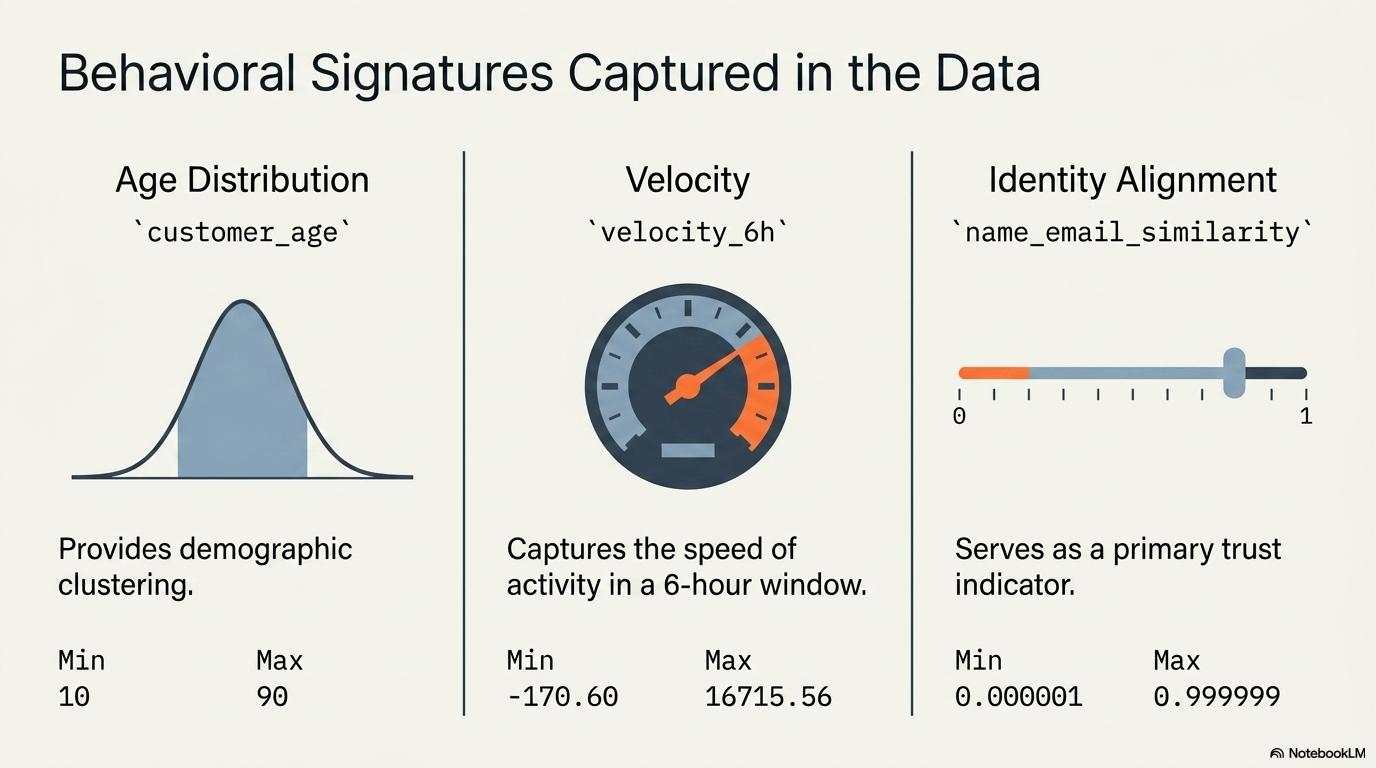 Behavioral Signatures Captured in the Data
Age Distribution
`customer_age`
Provides demographic
clustering.
Min Max
10 90
Velocity
`velocity_6h`
Captures the speed of
activity in a 6-hour window.
Min Max
-170.60 16715.56
Identity Alignment
`name_email_similarity`
0 1
Serves as a primary trust
indicator.
Min Max
0.000001 0.999999
NotebookLM